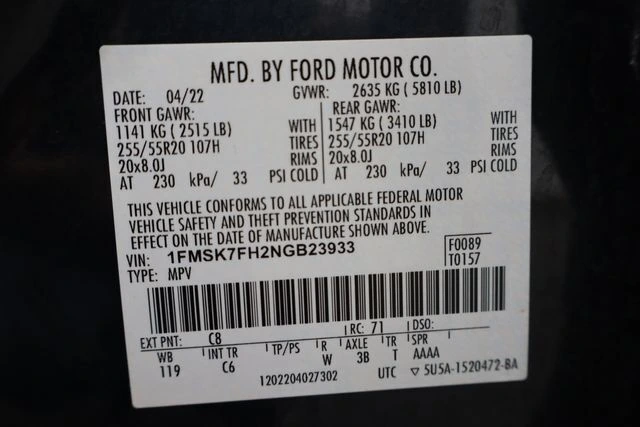 MFD. BY FORD MOTOR CO.
DATE: 04/22 GVWR: 2635 KG ( 5810 LB)
FRONT GAWR: REAR GAWR:
1141 KG ( 2515 LB) WITH 1547 KG ( 3410 LB) WITH
255/55R20 107H TIRES 255/55R20 107H TIRES
20x8.0J RIMS 20x8.0J RIMS
AT 230 kPa/ 33 PSI COLD AT 230 kPa/ 33 PSI COLD
THIS VEHICLE CONFORMS TO ALL APPLICABLE FEDERAL MOTOR
VEHICLE SAFETY AND THEFT PREVENTION STANDARDS IN
EFFECT ON THE DATE OF MANUFACTURE SHOWN ABOVE.
VIN: 1FMSK7FH2NGB23933 F0089
TYPE: MPV T0157
EXT PNT: C8 RC: 71 DSO:
WB INT TR TP/PS R AXLE TR SPR
119 C6 W 3B T AAAA
1202204027302 UTC 5U5A-1520472-BA